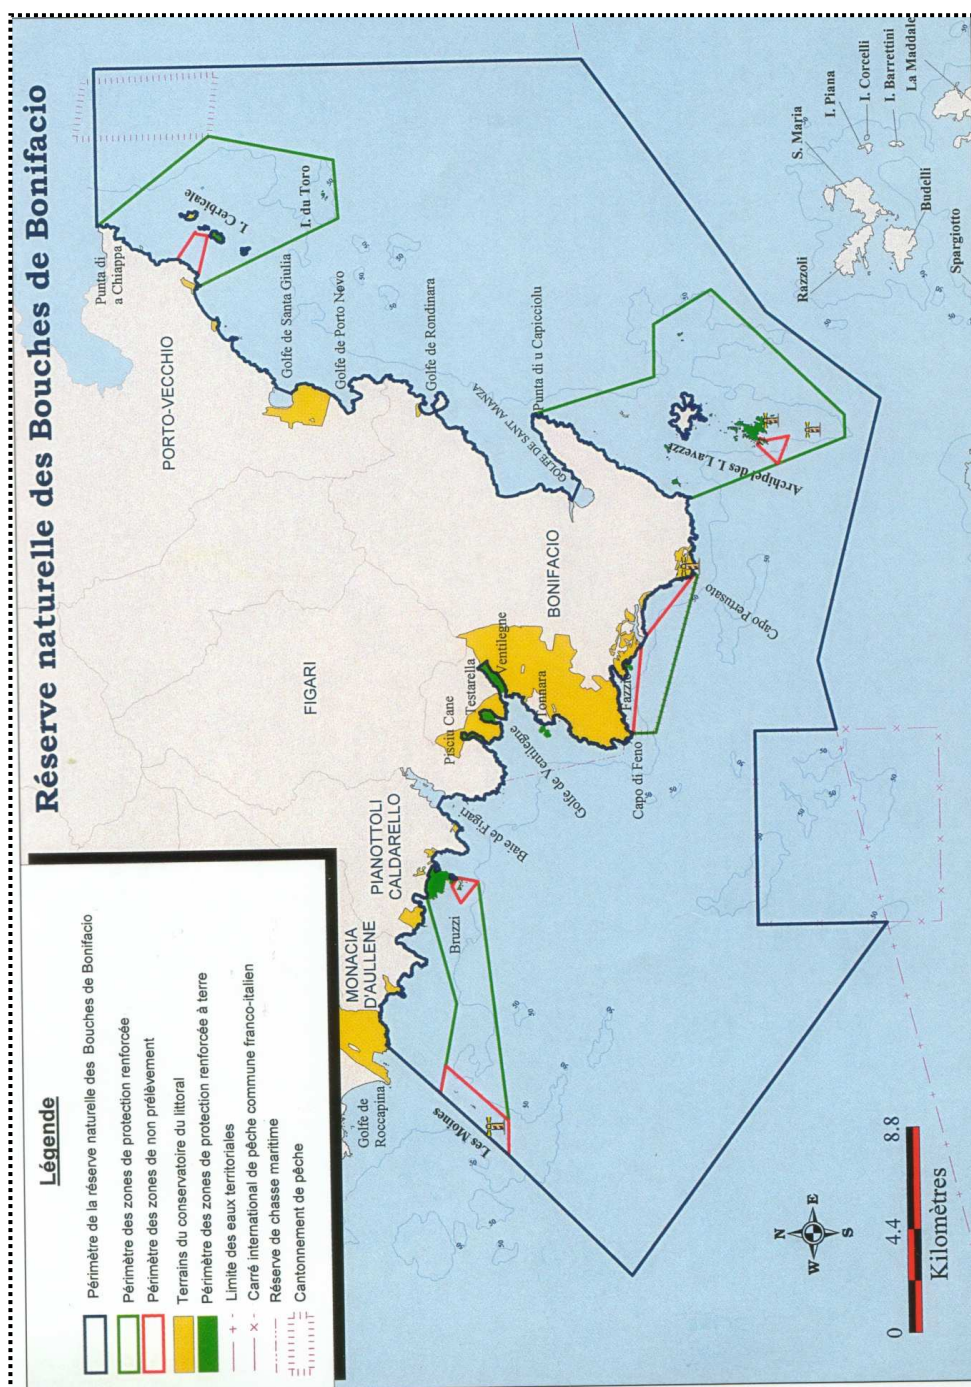 Réserve naturelle des Bouches de Bonifacio
Légende
Périmètre de la réserve naturelle des Bouches de Bonifacio
Périmètre des zones de protection renforcée
Périmètre des zones de non prélèvement
Terrains du conservatoire du littoral
Périmètre des zones de protection renforcée à terre
Limite des eaux territoriales
Carré international de pêche commune franco-italien
Réserve de chasse maritime
Cantonnement de pêche
PORTO-VECCHIO
Punta di
a Chiappa
I. Cerbicale
I. du Toro
Golfe de Santa Giulia
Golfe de Porto Novo
Golfe de Rondinara
GOLFE DE SANT' AMANZA
Punta di u Capicciolu
FIGARI
BONIFACIO
Pisciu Cane
Testarella
Ventilegne
Tonnara
Golfe de Ventilegne
Fazzio
Capo di Feno
Capo Pertusato
Archipel des I. Lavezzi
PIANOTTOLI
CALDARELLO
Baie de Figari
MONACIA
D'AULLENE
Bruzzi
Golfe de
Roccapina
Les Moines
Razzoli
S. Maria
I. Piana
I. Corcelli
I. Barrettini
La Maddale
Budelli
Spargiotto
N
W
E
S
0
4.4
8.8
Kilomètres